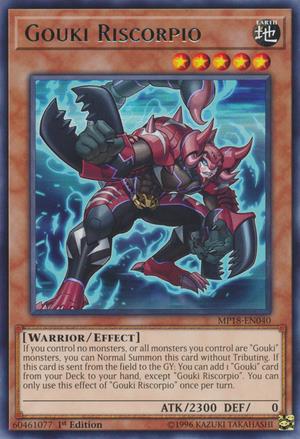 GOUKI RISCORPIO
EARTH
地
MP18-EN040
[WARRIOR/EFFECT]
If you control no monsters, or all monsters you control are "Gouki"
monsters, you can Normal Summon this card without Tributing. If
this card is sent from the field to the GY: You can add 1 "Gouki" card
from your Deck to your hand, except "Gouki Riscorpio". You can
only use this effect of "Gouki Riscorpio" once per turn.
ATK/2300 DEF/ 0
60461077 1st Edition ©1996 KAZUKI TAKAHASHI